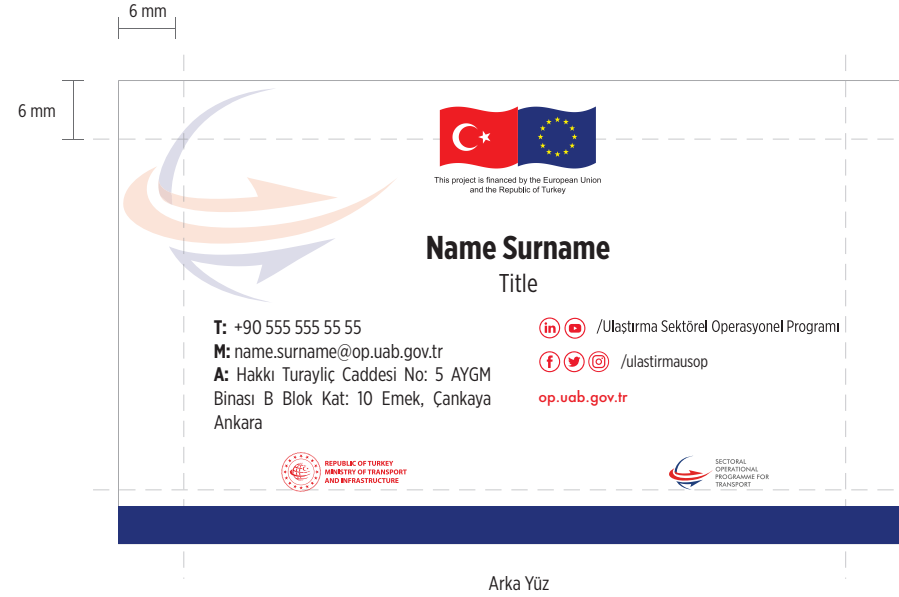 6 mm
6 mm
This project is financed by the European Union
and the Republic of Turkey
Name Surname
Title
T: +90 555 555 55 55
M: name.surname@op.uab.gov.tr
A: Hakkı Turayliç Caddesi No: 5 AYGM
Binası B Blok Kat: 10 Emek, Çankaya
Ankara
in /Ulaştırma Sektörel Operasyonel Programı
f /ulastirmausop
op.uab.gov.tr
REPUBLIC OF TURKEY
MINISTRY OF TRANSPORT
AND INFRASTRUCTURE
SECTORAL
OPERATIONAL
PROGRAMME FOR
TRANSPORT
Arka Yüz